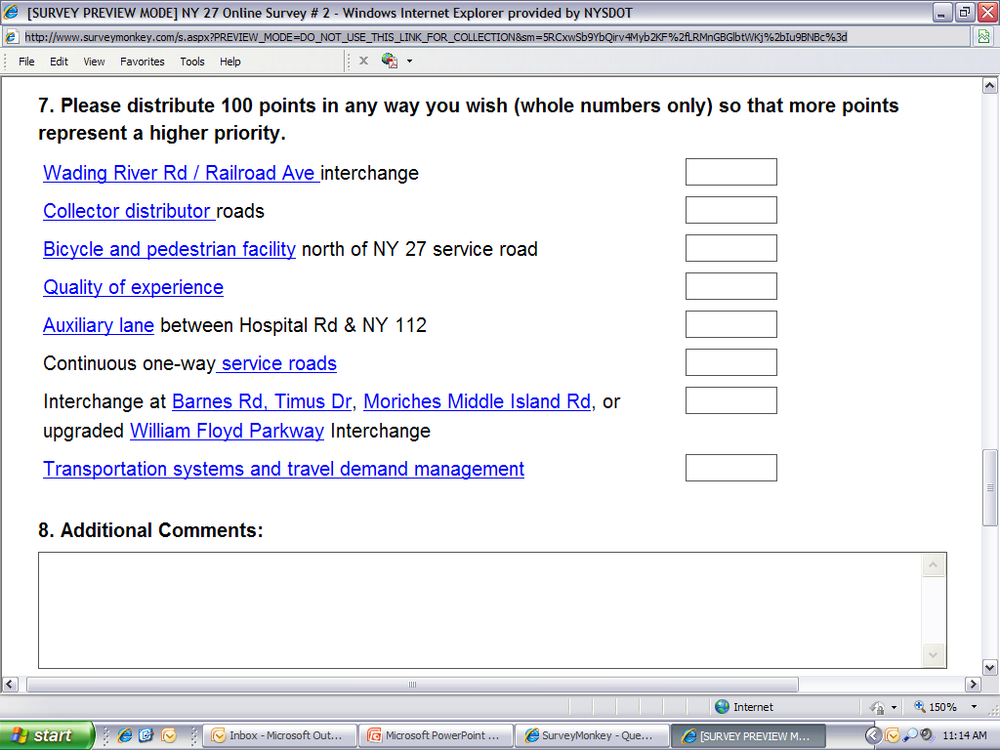 [SURVEY PREVIEW MODE] NY 27 Online Survey # 2 - Windows Internet Explorer provided by NYSDOT
http://www.surveymonkey.com/s.aspx?PREVIEW_MODE=DO_NOT_USE_THIS_LINK_FOR_COLLECTION&sm=5RCxwSb9YbQirv4Myb2KF%2fLRMnGBGlbtWKj%2bIu9BNBc%3d
File Edit View Favorites Tools Help
7. Please distribute 100 points in any way you wish (whole numbers only) so that more points
represent a higher priority.
Wading River Rd / Railroad Ave interchange
Collector distributor roads
Bicycle and pedestrian facility north of NY 27 service road
Quality of experience
Auxiliary lane between Hospital Rd & NY 112
Continuous one-way service roads
Interchange at Barnes Rd, Timus Dr, Moriches Middle Island Rd, or
upgraded William Floyd Parkway Interchange
Transportation systems and travel demand management
8. Additional Comments:
Internet 150%
start Inbox - Microsoft Out... Microsoft PowerPoint ... SurveyMonkey - Que... [SURVEY PREVIEW M... 11:14 AM